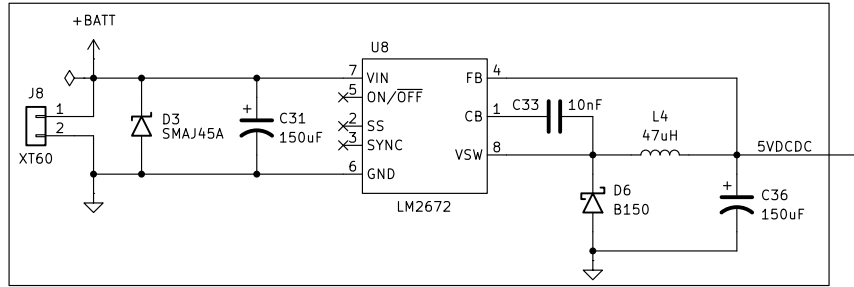 +BATT
J8
1
2
XT60
D3
SMAJ45A
+
C31
150uF
U8
7 VIN
5 ON/OFF
2 SS
3 SYNC
6 GND
FB 4
CB 1
VSW 8
LM2672
C33 10nF
L4
47uH
5VDCDC
D6
B150
+
C36
150uF